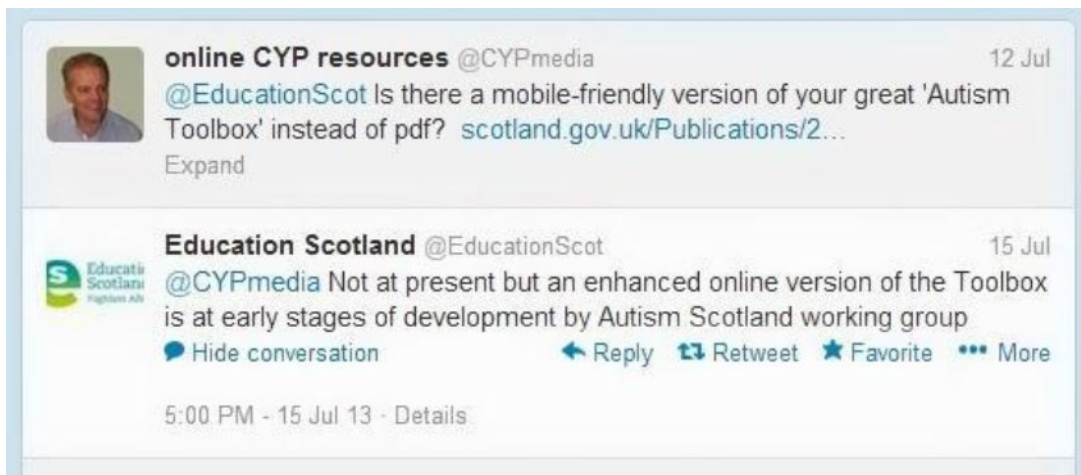 online CYP resources @CYPmedia 12 Jul
@EducationScot Is there a mobile-friendly version of your great 'Autism
Toolbox' instead of pdf? scotland.gov.uk/Publications/2...
Expand
Education Scotland @EducationScot 15 Jul
@CYPmedia Not at present but an enhanced online version of the Toolbox
is at early stages of development by Autism Scotland working group
Hide conversation Reply Retweet Favorite More
5:00 PM - 15 Jul 13 · Details